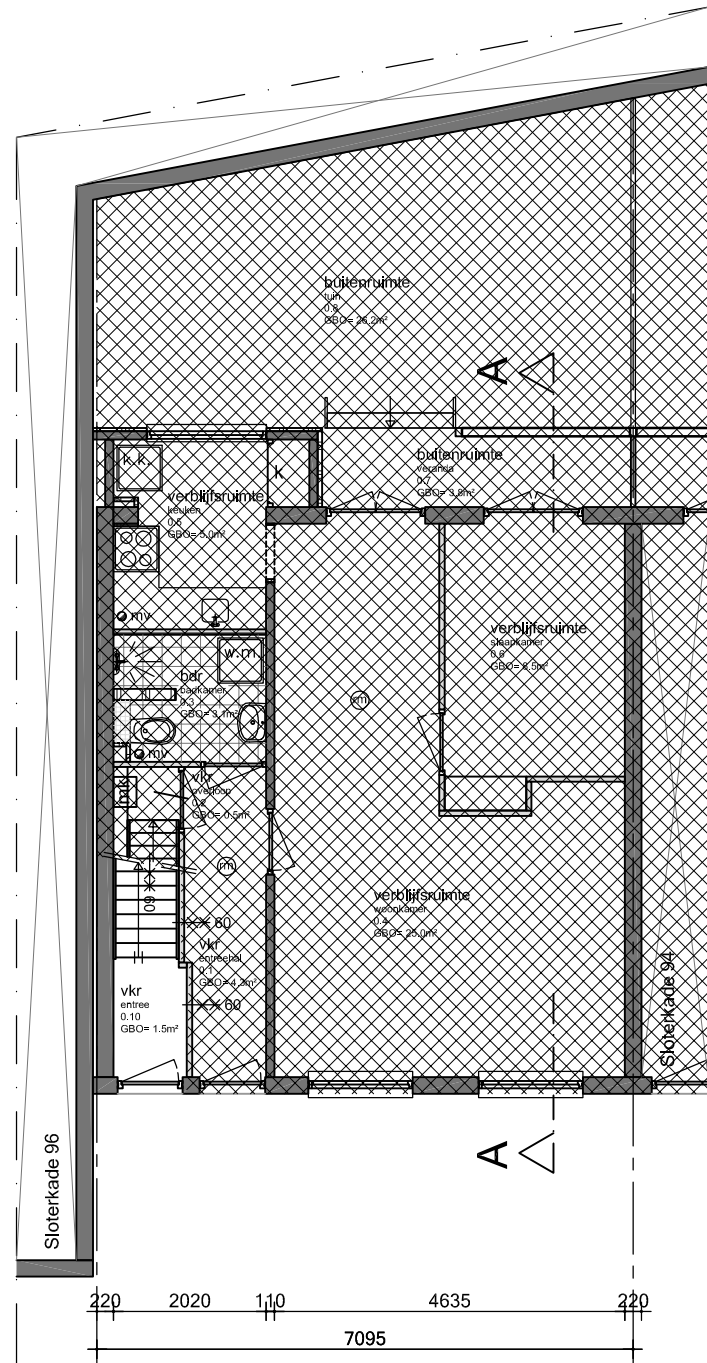 buitenruimte
tuin
0.8
GBO= 26.2m²
A
buitenruimte
veranda
0.7
GBO= 3.8m²
k.k.
k
verblijfsruimte
keuken
0.5
GBO= 5.0m²
mv
verblijfsruimte
slaapkamer
0.6
GBO= 8.5m²
w.m
bdr
badkamer
0.3
GBO= 3.1m²
rm
mv
mk
vkr
overloop
0.2
GBO= 0.5m²
rm
60
verblijfsruimte
woonkamer
0.4
GBO= 25.0m²
60
vkr
entreehal
0.1
GBO= 4.3m²
vkr
entree
0.10
GBO= 1.5m²
60
Sloterkade 94
Sloterkade 96
A
220 2020 110 4635 220
7095